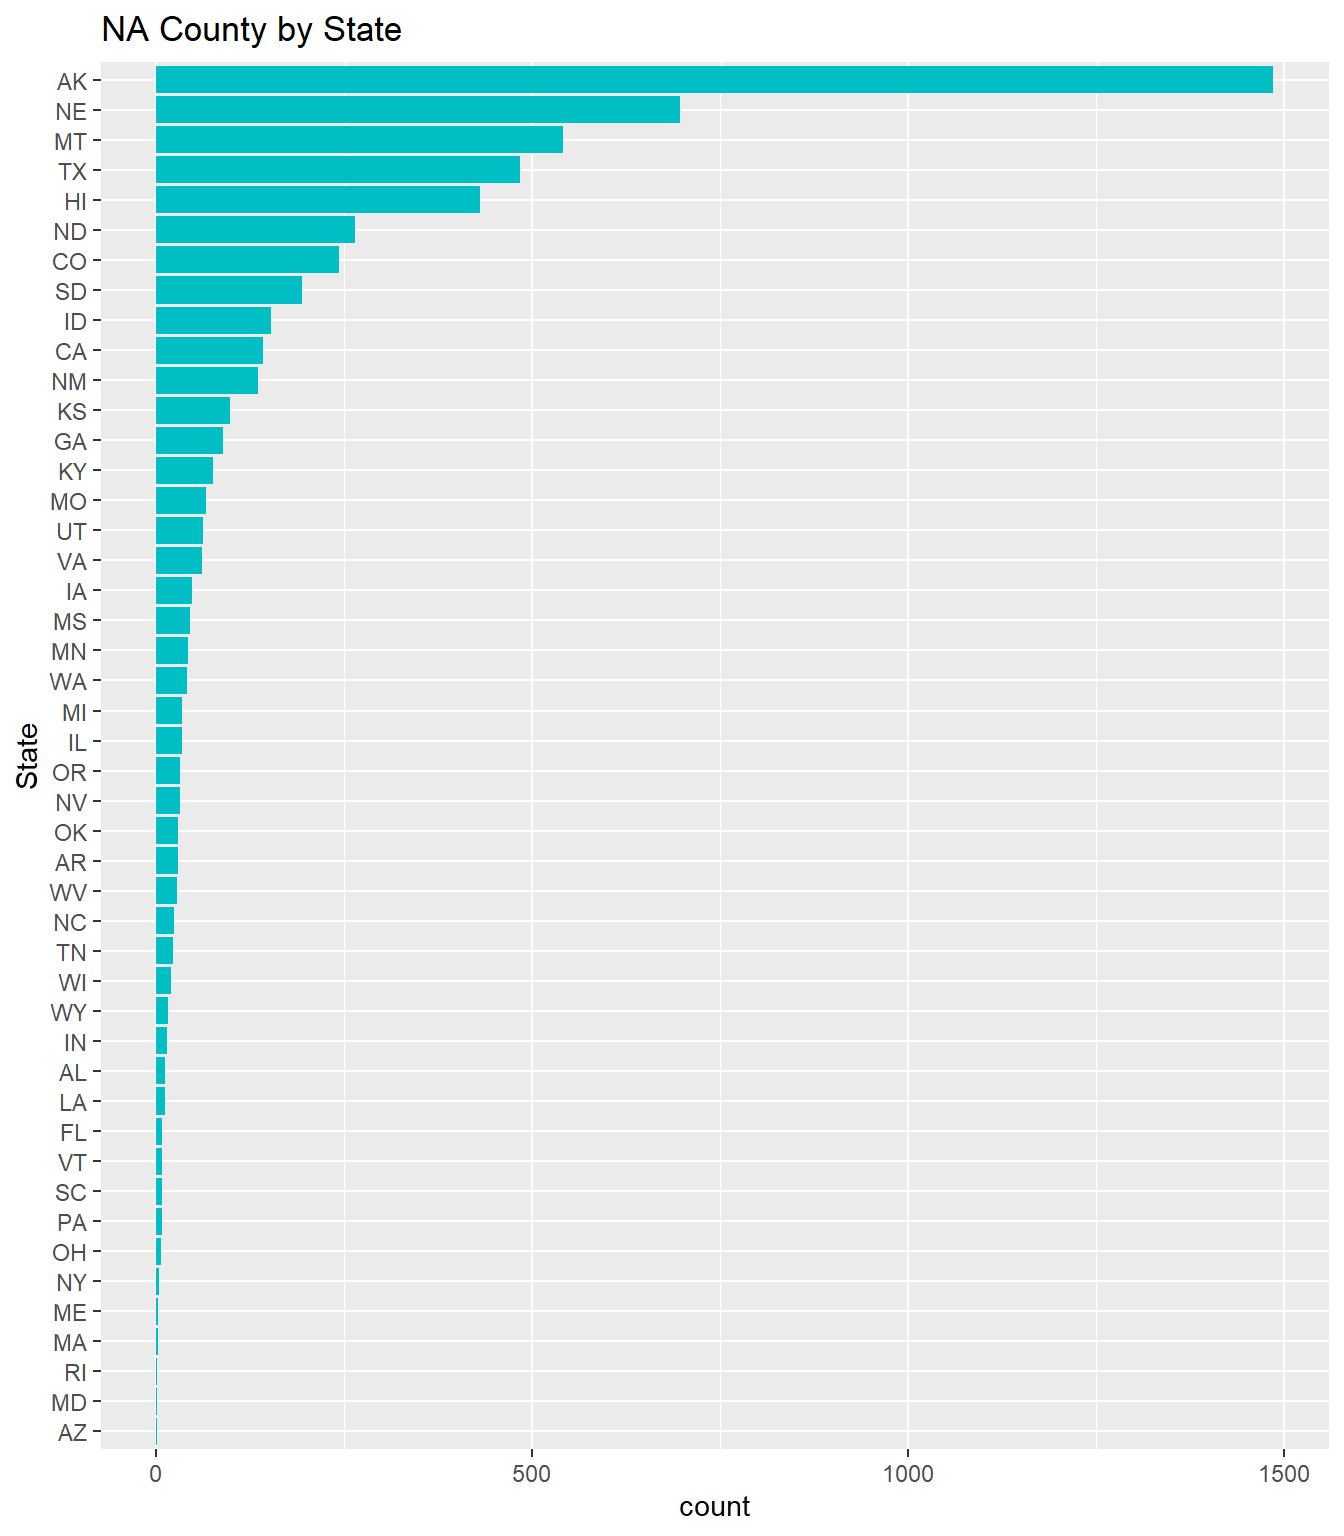 NA County by State
AK
NE
MT
TX
HI
ND
CO
SD
ID
CA
NM
KS
GA
KY
MO
UT
VA
IA
MS
MN
WA
MI
IL
OR
NV
OK
AR
WV
NC
TN
WI
WY
IN
AL
LA
FL
VT
SC
PA
OH
NY
ME
MA
RI
MD
AZ
State
0 500 1000 1500
count